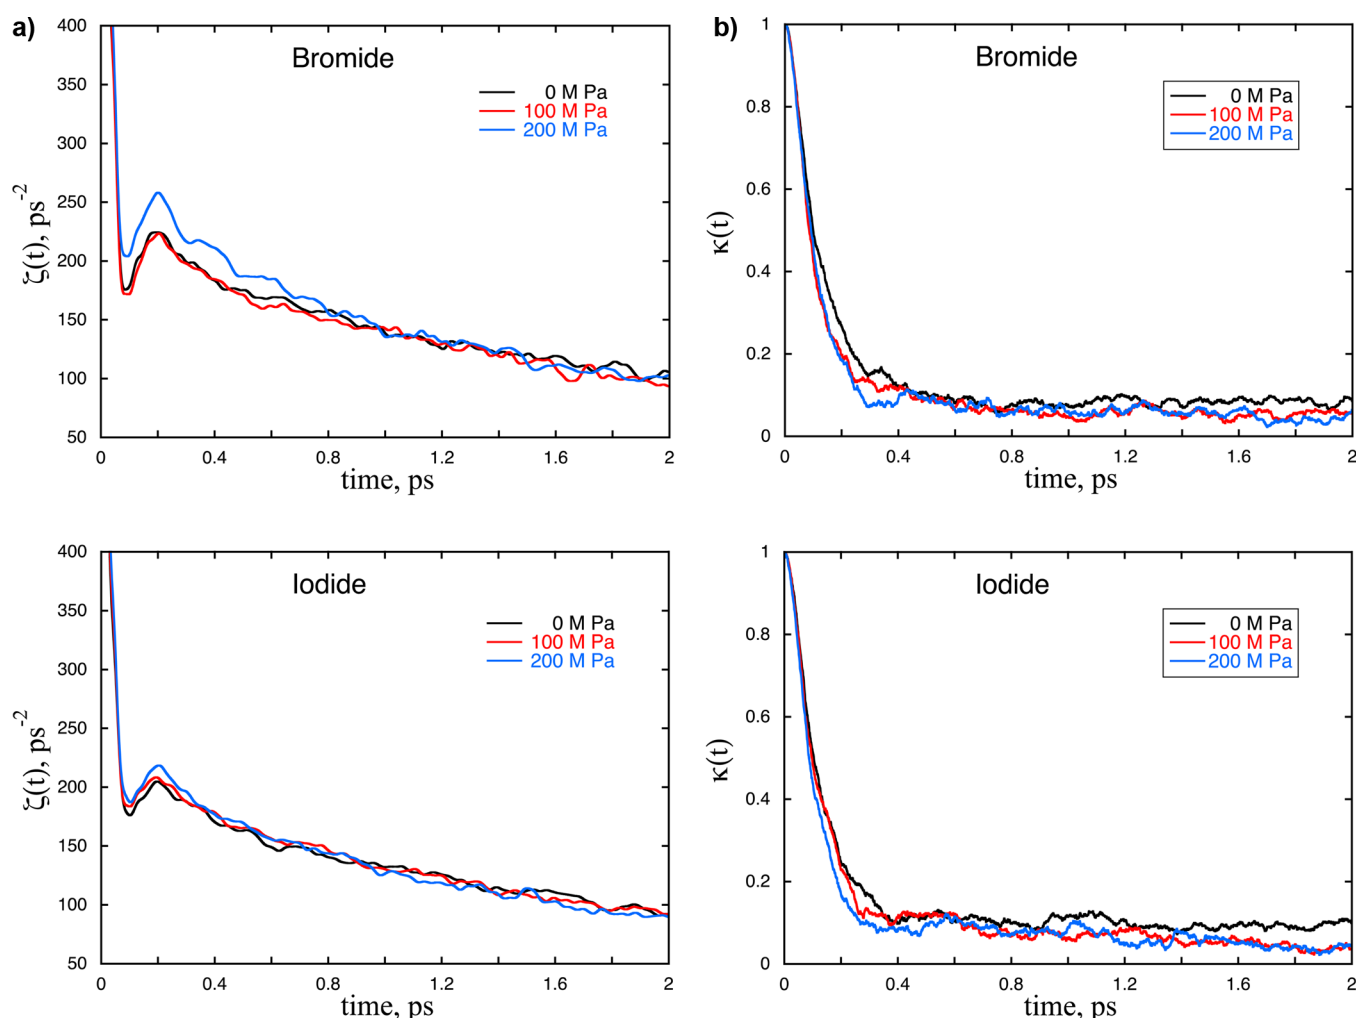 a)
Bromide
0 M Pa
100 M Pa
200 M Pa
ζ(t), ps⁻²
400
350
300
250
200
150
100
50
0 0.4 0.8 1.2 1.6 2
time, ps
b)
Bromide
0 M Pa
100 M Pa
200 M Pa
κ(t)
1
0.8
0.6
0.4
0.2
0
0 0.4 0.8 1.2 1.6 2
time, ps
Iodide
0 M Pa
100 M Pa
200 M Pa
ζ(t), ps⁻²
400
350
300
250
200
150
100
50
0 0.4 0.8 1.2 1.6 2
time, ps
Iodide
0 M Pa
100 M Pa
200 M Pa
κ(t)
1
0.8
0.6
0.4
0.2
0
0 0.4 0.8 1.2 1.6 2
time, ps